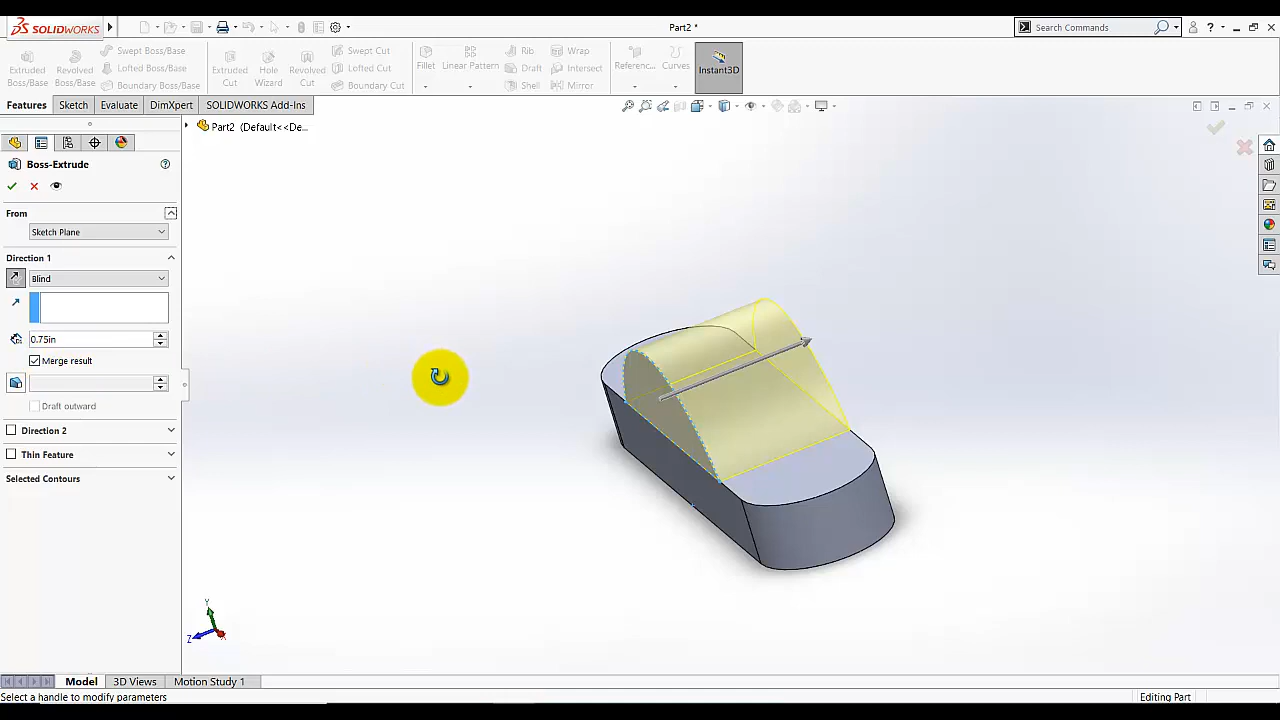 SOLIDWORKS
Part2 *
Search Commands
?
Extruded Boss/Base
Revolved Boss/Base
Swept Boss/Base
Lofted Boss/Base
Boundary Boss/Base
Extruded Cut
Hole Wizard
Revolved Cut
Swept Cut
Lofted Cut
Boundary Cut
Fillet
Linear Pattern
Rib
Draft
Shell
Wrap
Intersect
Mirror
Referenc...
Curves
Instant3D
Features
Sketch
Evaluate
DimXpert
SOLIDWORKS Add-Ins
Part2 (Default<<De...
Boss-Extrude
?
From
Sketch Plane
Direction 1
Blind
0.75in
Merge result
Draft outward
Direction 2
Thin Feature
Selected Contours
Y
Z
Model
3D Views
Motion Study 1
Select a handle to modify parameters
Editing Part